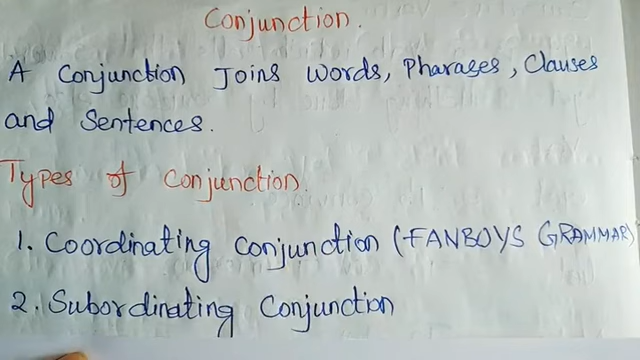 Conjunction.
A Conjunction Joins Words, Pharases, Clauses
and Sentences.
Types of Conjunction.
1. Coordinating Conjunction (FANBOYS GRAMMAR)
2. Subordinating Conjunction